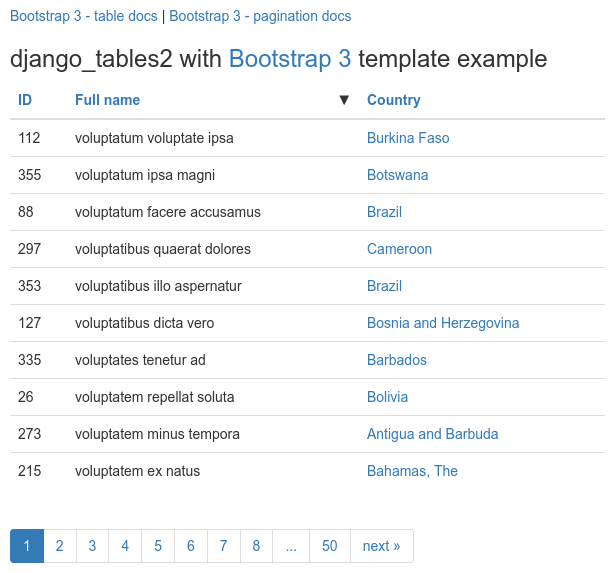 Bootstrap 3 - table docs | Bootstrap 3 - pagination docs
django_tables2 with Bootstrap 3 template example
ID Full name ▼ Country
112 voluptatum voluptate ipsa Burkina Faso
355 voluptatum ipsa magni Botswana
88 voluptatum facere accusamus Brazil
297 voluptatibus quaerat dolores Cameroon
353 voluptatibus illo aspernatur Brazil
127 voluptatibus dicta vero Bosnia and Herzegovina
335 voluptates tenetur ad Barbados
26 voluptatem repellat soluta Bolivia
273 voluptatem minus tempora Antigua and Barbuda
215 voluptatem ex natus Bahamas, The
1 2 3 4 5 6 7 8 ... 50 next »